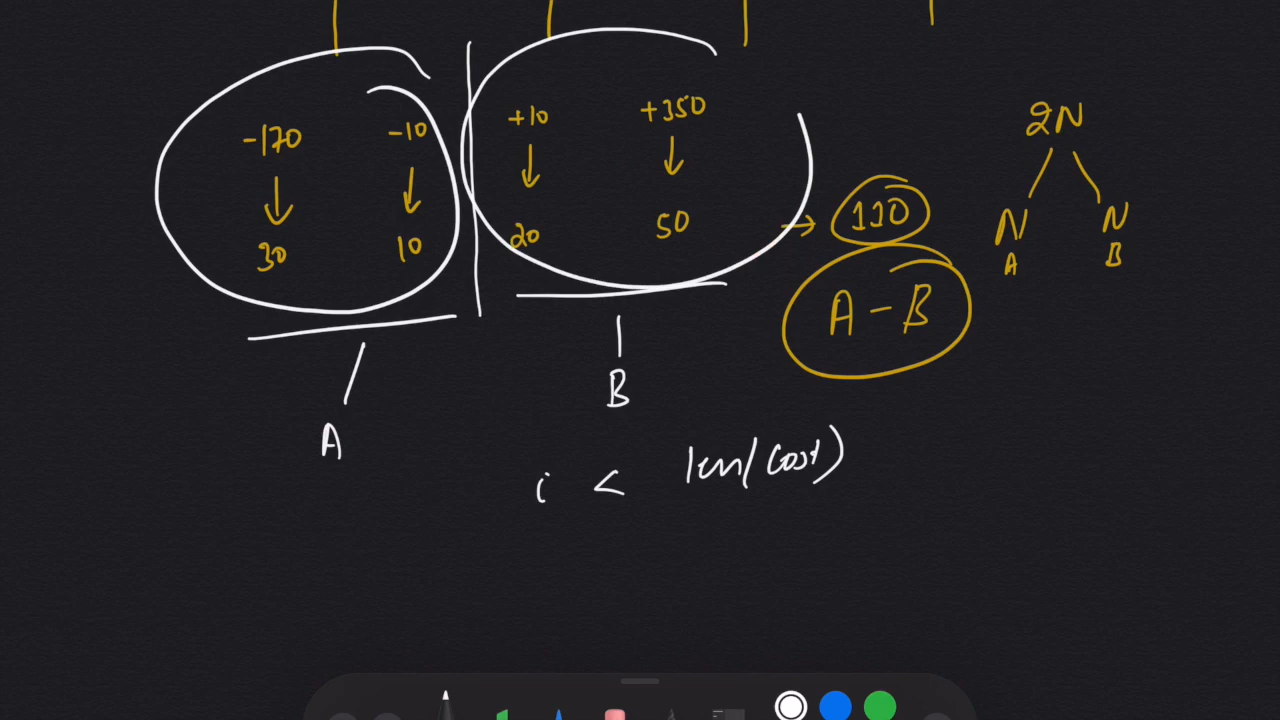 -170 -10 +10 +350
30 10 20 50 → 110
2N
N N
A B
A - B
A B
i < len(cost)